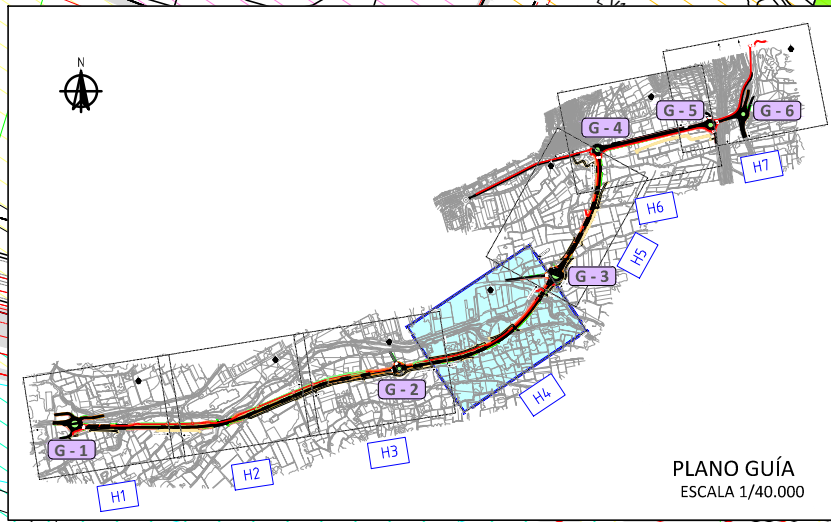 N
G - 4
G - 5
G - 6
H7
H6
H5
G - 3
G - 2
H4
G - 1
H3
H2
H1
PLANO GUÍA
ESCALA 1/40.000